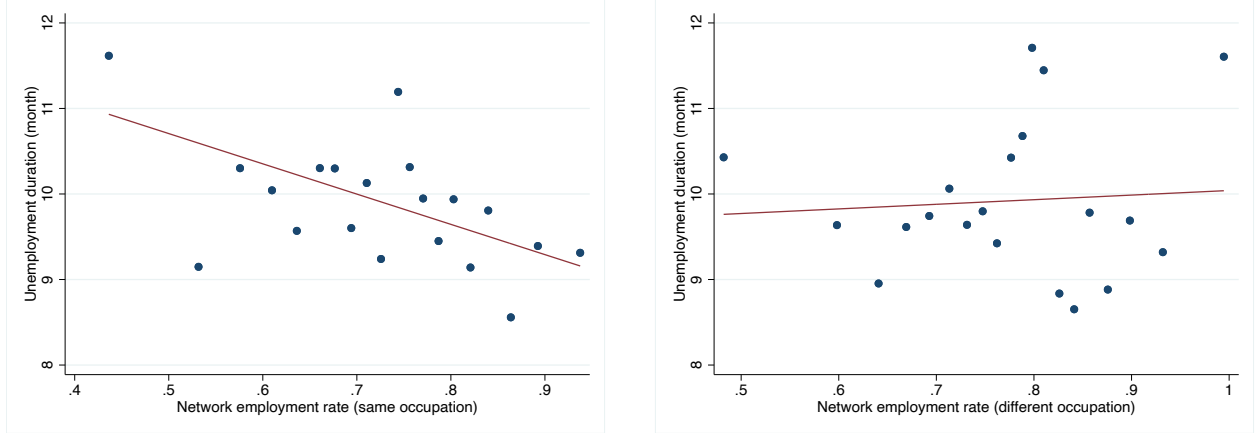 12
11
10
9
8
Unemployment duration (month)
.4 .5 .6 .7 .8 .9
Network employment rate (same occupation)
12
11
10
9
8
Unemployment duration (month)
.5 .6 .7 .8 .9 1
Network employment rate (different occupation)